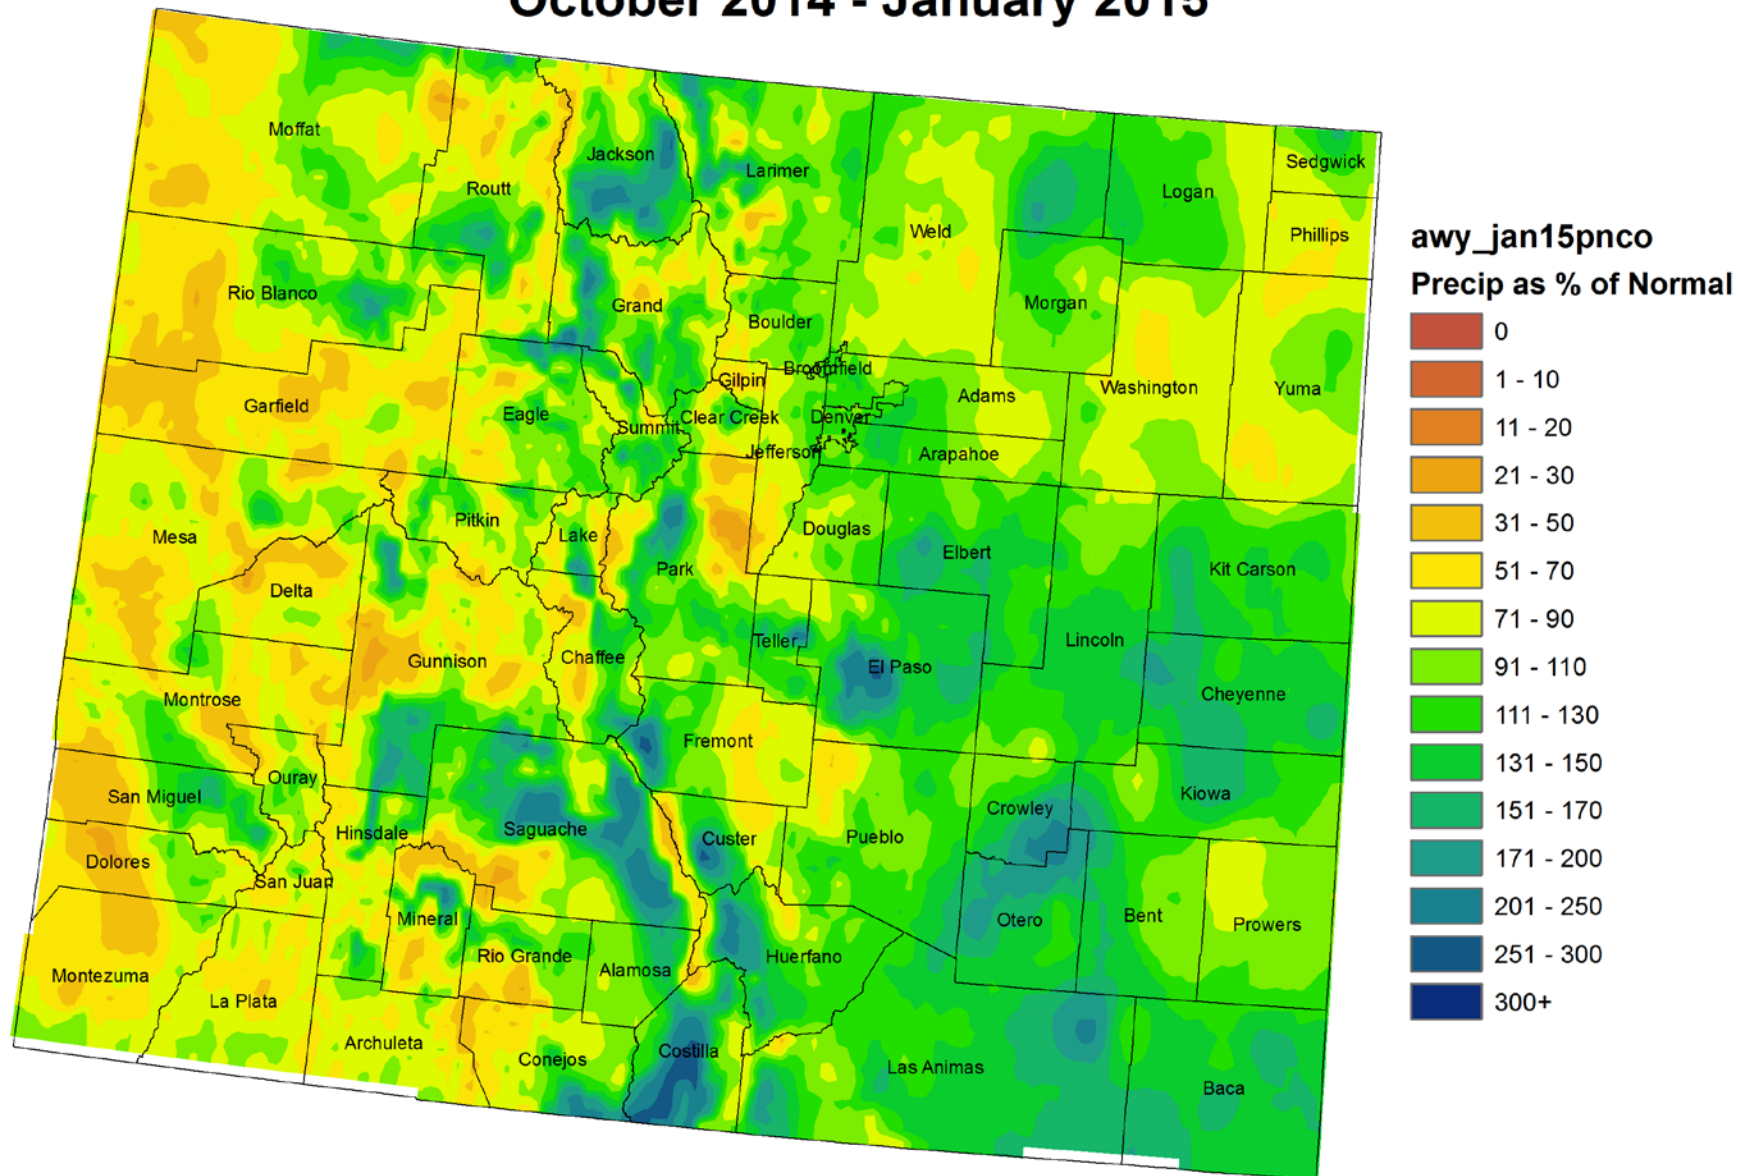 October 2014 - January 2015
Moffat
Jackson
Larimer
Routt
Sedgwick
Logan
Phillips
Weld
Rio Blanco
Grand
Morgan
Boulder
Broomfield
Gilpin
Garfield
Eagle
Summit
Clear Creek
Denver
Adams
Washington
Yuma
Jefferson
Arapahoe
Mesa
Pitkin
Lake
Douglas
Elbert
Park
Kit Carson
Delta
Teller
Lincoln
Gunnison
Chaffee
El Paso
Cheyenne
Montrose
Fremont
Ouray
San Miguel
Kiowa
Crowley
Hinsdale
Saguache
Custer
Pueblo
Dolores
San Juan
Mineral
Otero
Bent
Prowers
Rio Grande
Alamosa
Huerfano
Montezuma
La Plata
Archuleta
Conejos
Costilla
Las Animas
Baca
awy_jan15pnco
Precip as % of Normal
0
1 - 10
11 - 20
21 - 30
31 - 50
51 - 70
71 - 90
91 - 110
111 - 130
131 - 150
151 - 170
171 - 200
201 - 250
251 - 300
300+